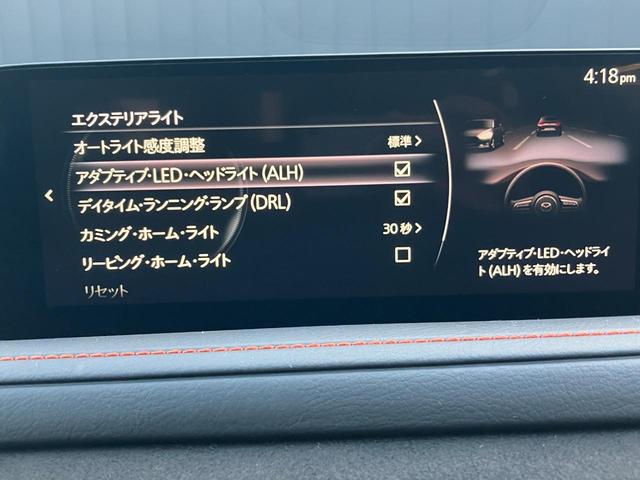 4:18pm
エクステリアライト
オートライト感度調整 標準
アダプティブ・LED・ヘッドライト(ALH)
デイタイム・ランニング・ランプ(DRL)
カミング・ホーム・ライト 30秒
リービング・ホーム・ライト
リセット
アダプティブ・LED・ヘッドライ
ト(ALH)を有効にします。